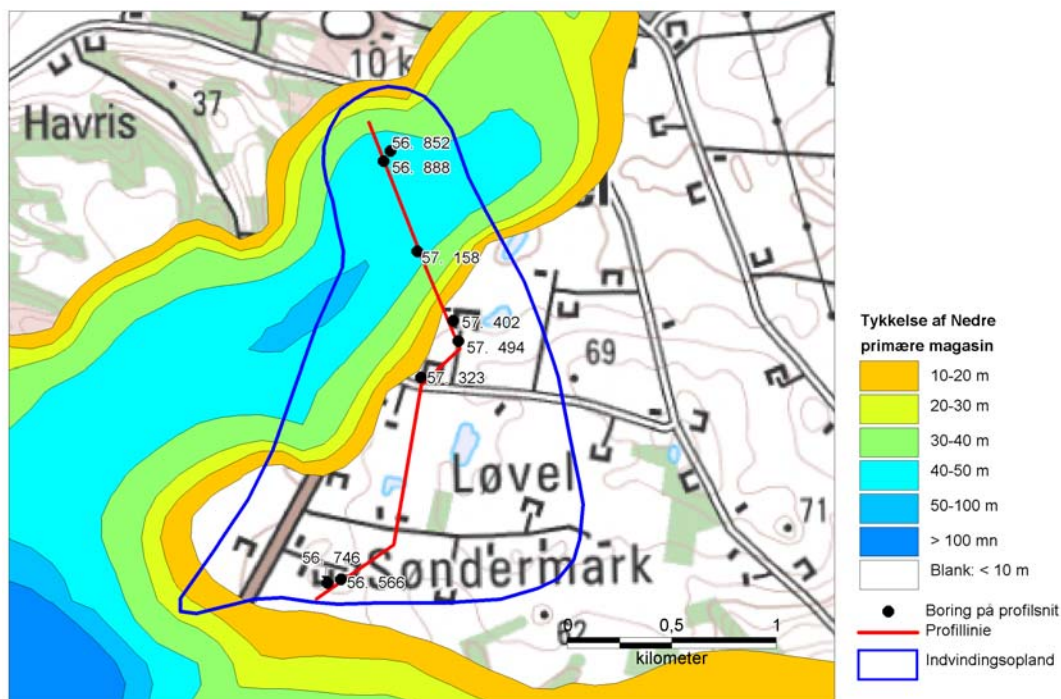 10 k
37
Havris
56. 852
56. 888
57. 158
57. 402
57. 494
69
57. 323
Løvel
71
56. 746
56. 566
Søndermark
62
0 0,5 1
kilometer
Tykkelse af Nedre
primære magasin
10-20 m
20-30 m
30-40 m
40-50 m
50-100 m
> 100 mn
Blank: < 10 m
Boring på profilsnit
Profillinie
Indvindingsopland